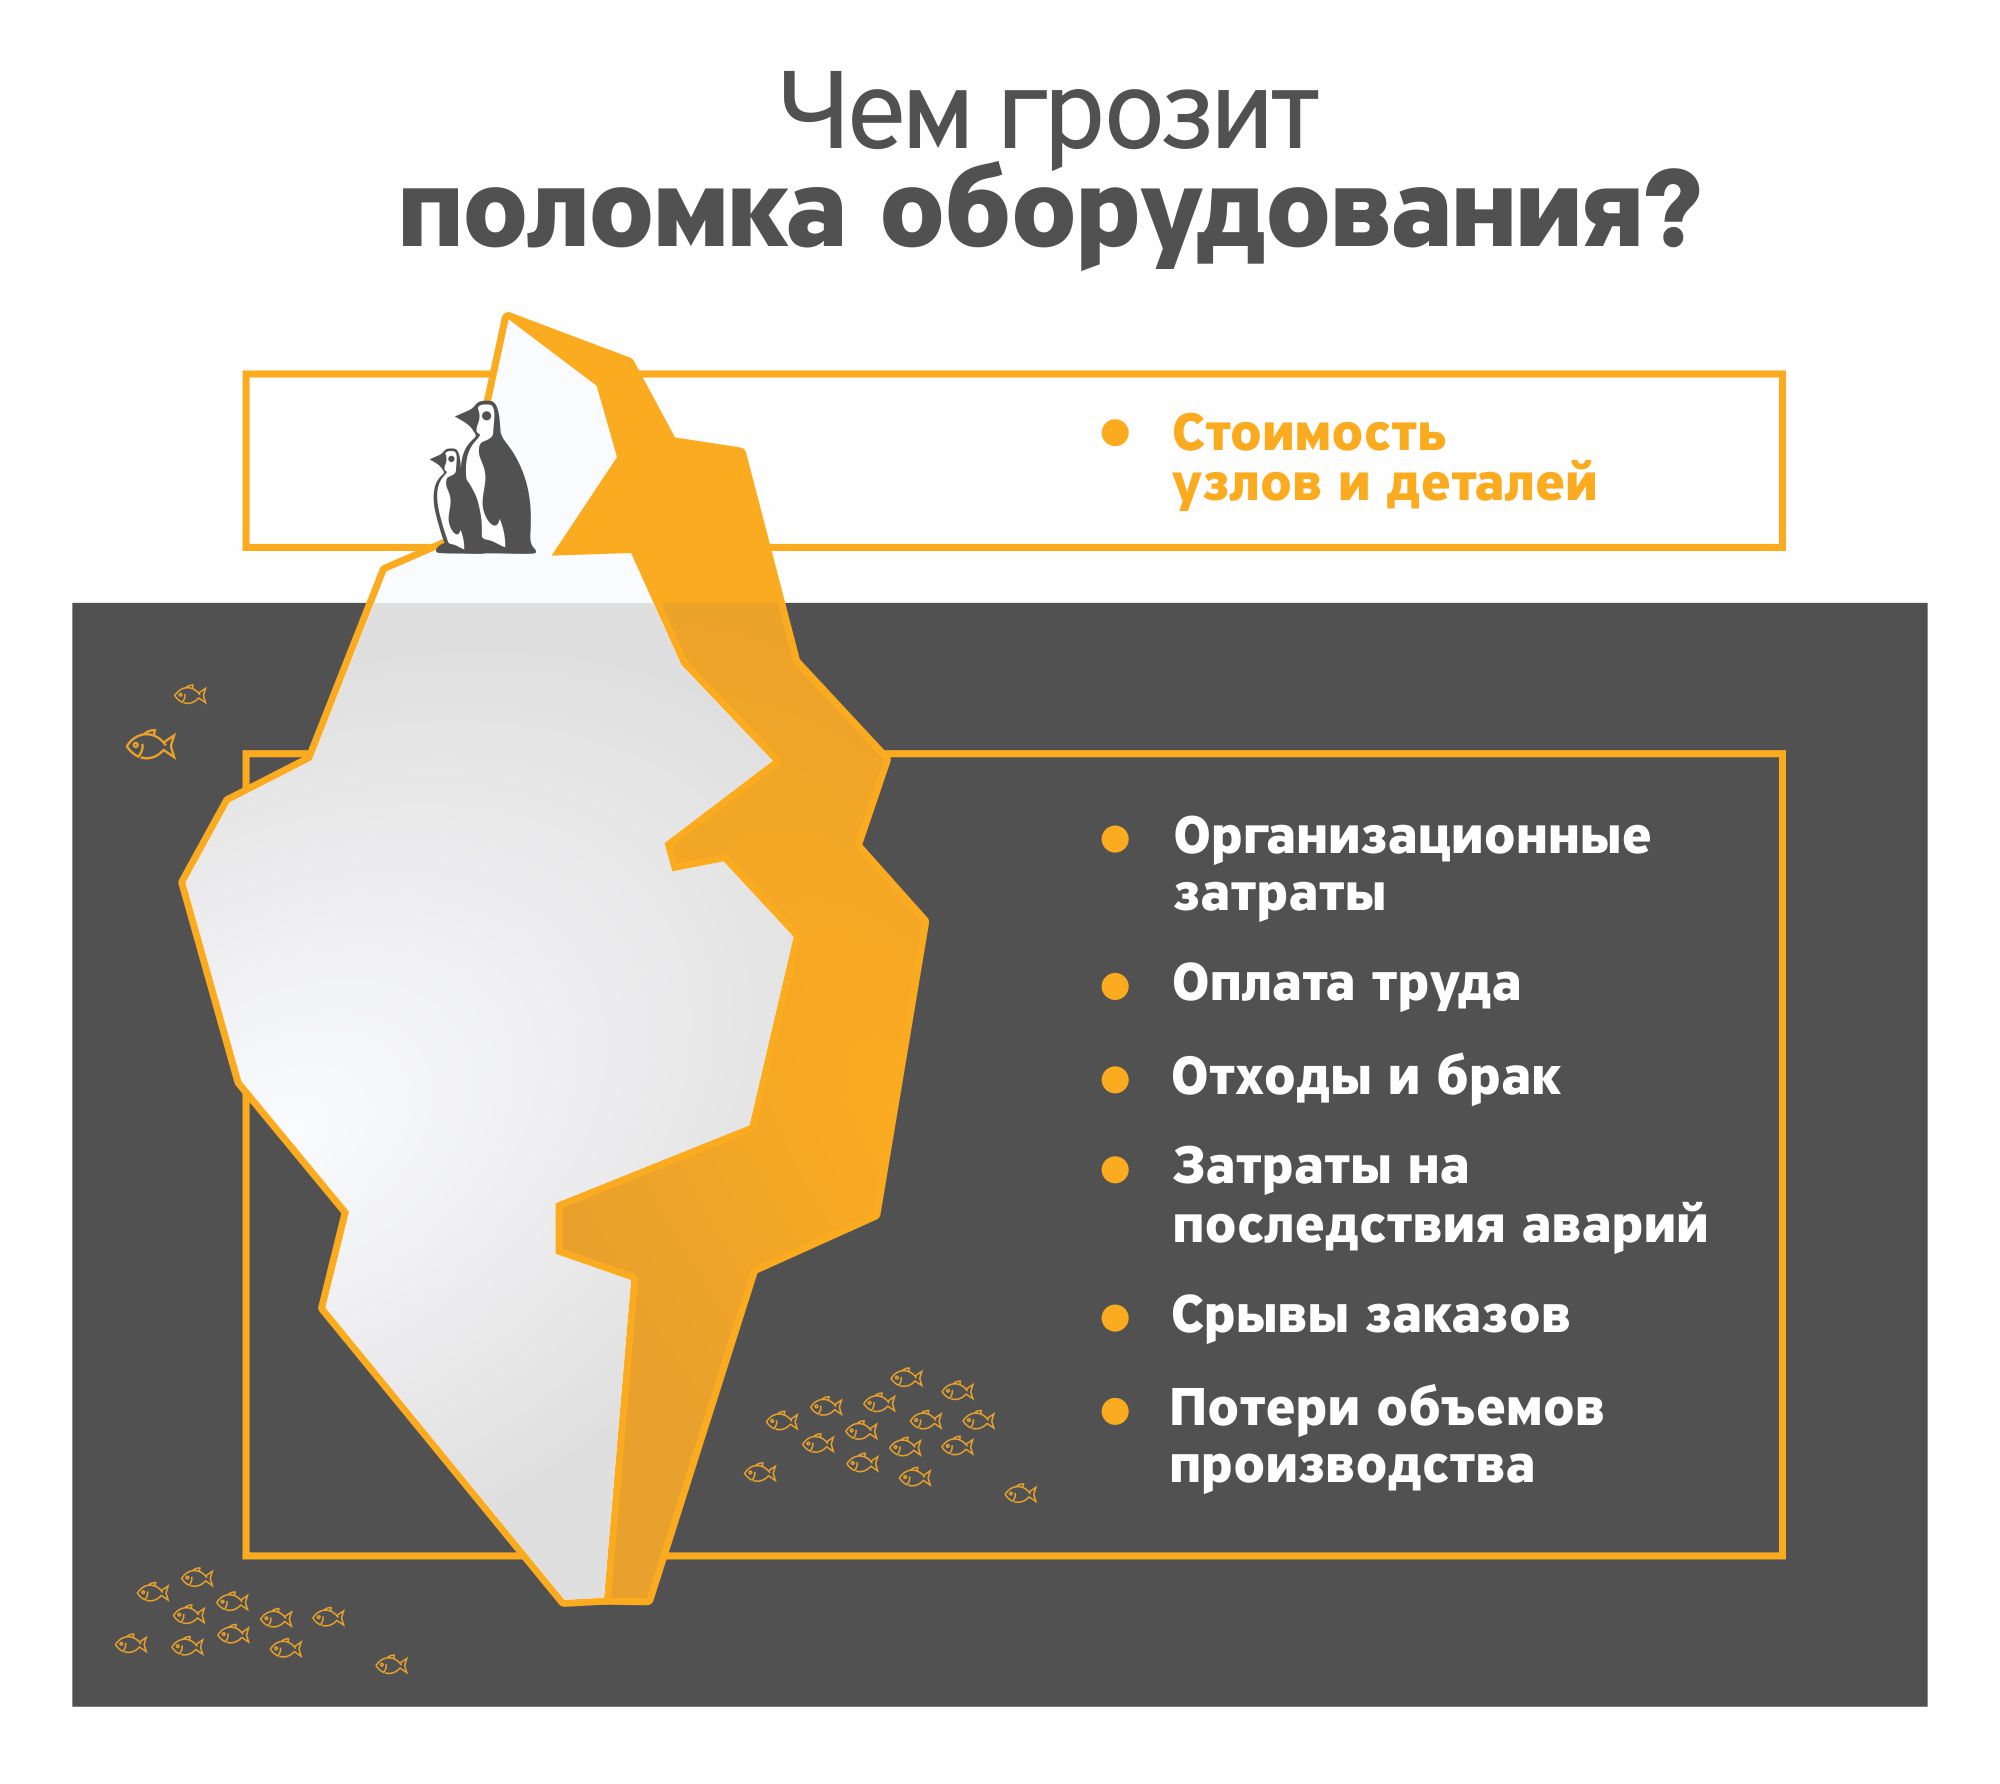 Чем грозит
поломка оборудования?
Стоимость
узлов и деталей
Организационные
затраты
Оплата труда
Отходы и брак
Затраты на
последствия аварий
Срывы заказов
Потери объемов
производства